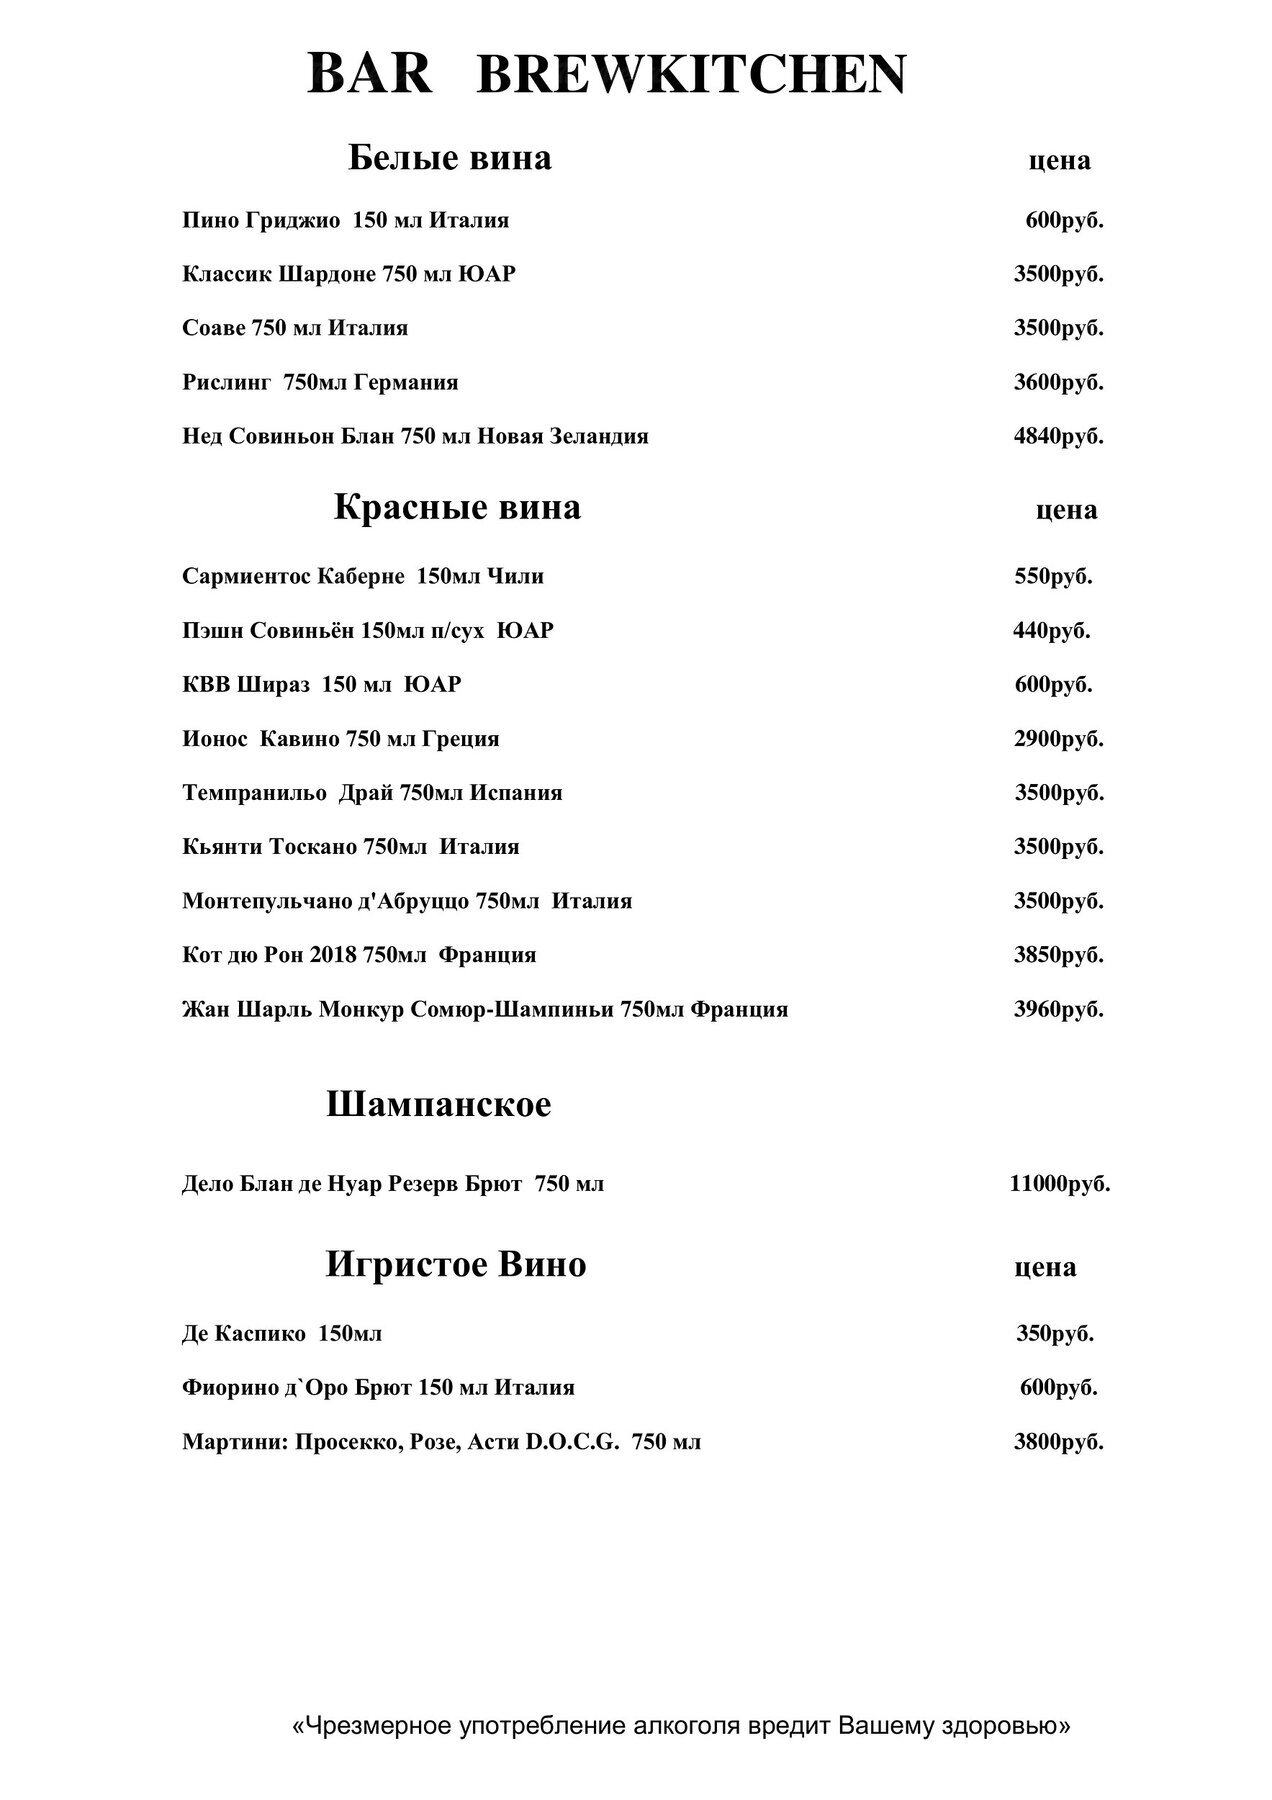 BAR BREWKITCHEN
Белые вина цена
Пино Гриджио 150 мл Италия 600руб.
Классик Шардоне 750 мл ЮАР 3500руб.
Соаве 750 мл Италия 3500руб.
Рислинг 750мл Германия 3600руб.
Нед Совиньон Блан 750 мл Новая Зеландия 4840руб.
Красные вина цена
Сармиентос Каберне 150мл Чили 550руб.
Пэшн Совиньён 150мл п/сух ЮАР 440руб.
КВВ Шираз 150 мл ЮАР 600руб.
Ионос Кавино 750 мл Греция 2900руб.
Темпранильо Драй 750мл Испания 3500руб.
Кьянти Тоскано 750мл Италия 3500руб.
Монтепульчано д'Абруццо 750мл Италия 3500руб.
Кот дю Рон 2018 750мл Франция 3850руб.
Жан Шарль Монкур Сомюр-Шампиньи 750мл Франция 3960руб.
Шампанское
Дело Блан де Нуар Резерв Брют 750 мл 11000руб.
Игристое Вино цена
Де Каспико 150мл 350руб.
Фиорино д`Оро Брют 150 мл Италия 600руб.
Мартини: Просекко, Розе, Асти D.O.C.G. 750 мл 3800руб.
«Чрезмерное употребление алкоголя вредит Вашему здоровью»